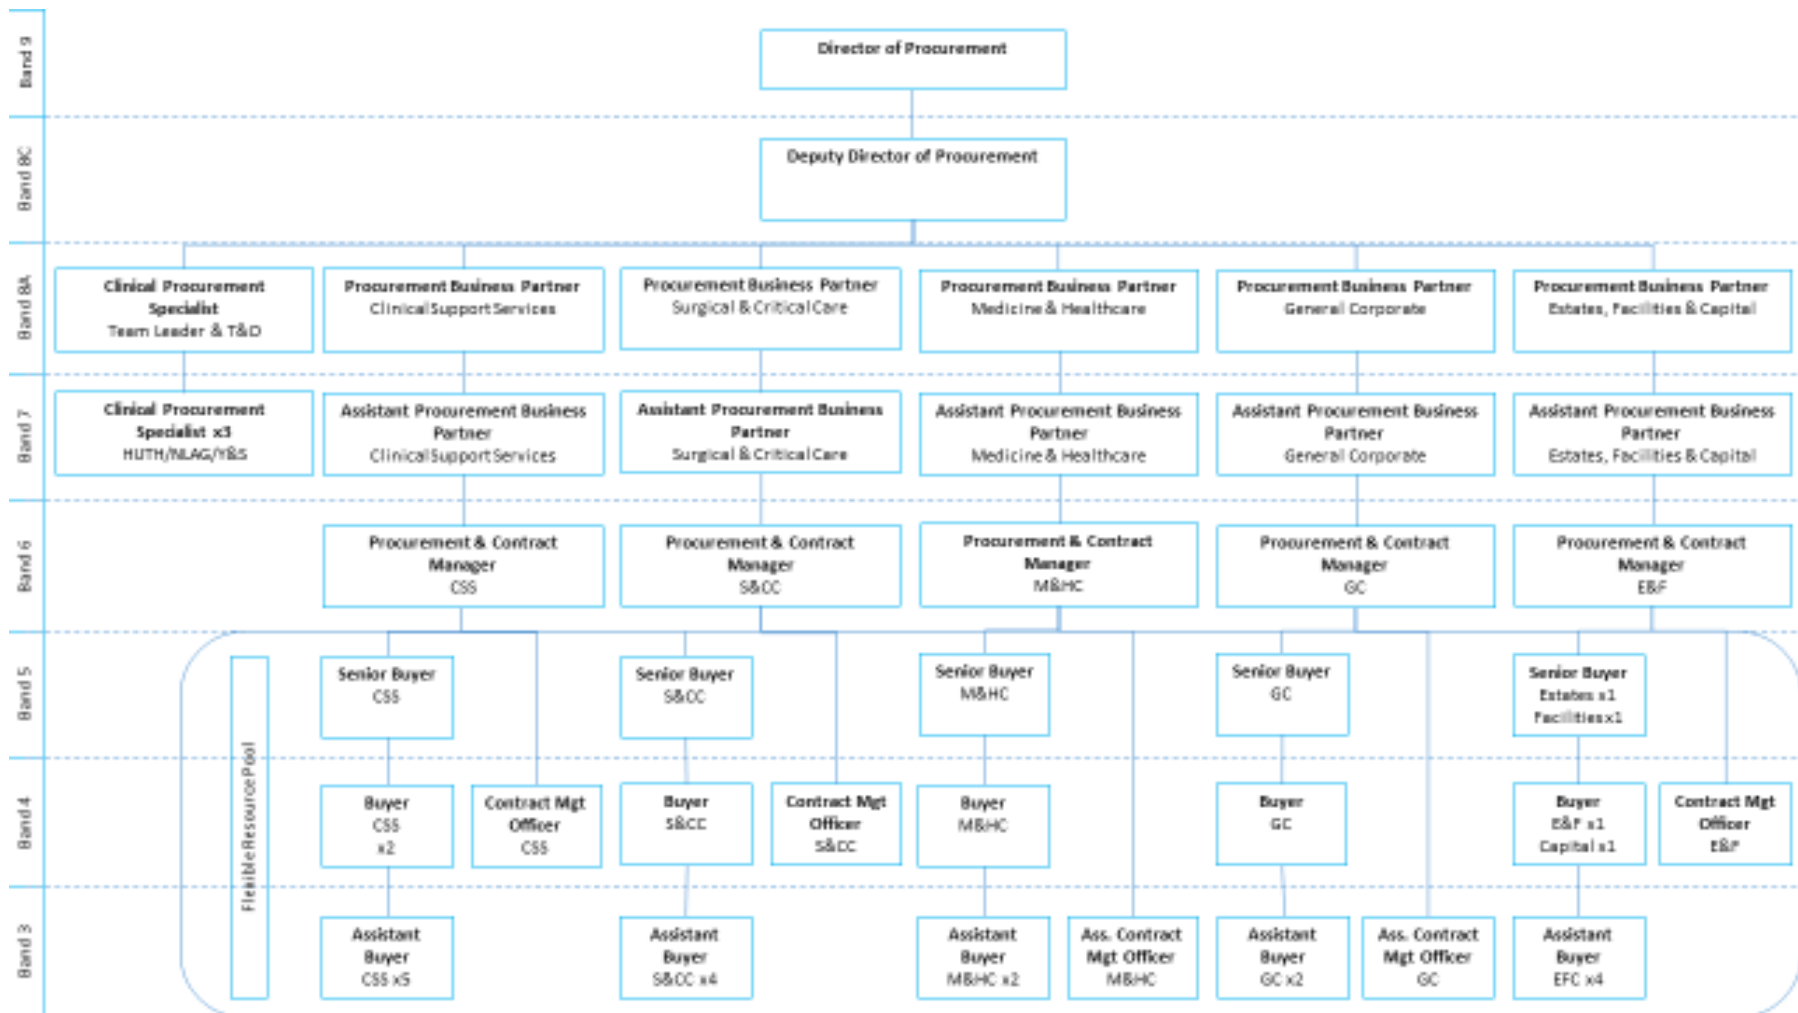 Band 9
Director of Procurement
Band 8C
Deputy Director of Procurement
Band 8A
Clinical Procurement
Specialist
Team Leader & T&D
Procurement Business Partner
Clinical Support Services
Procurement Business Partner
Surgical & Critical Care
Procurement Business Partner
Medicine & Healthcare
Procurement Business Partner
General Corporate
Procurement Business Partner
Estates, Facilities & Capital
Band 7
Clinical Procurement
Specialist x3
HUTH/NLAG/Y&S
Assistant Procurement Business
Partner
Clinical Support Services
Assistant Procurement Business
Partner
Surgical & Critical Care
Assistant Procurement Business
Partner
Medicine & Healthcare
Assistant Procurement Business
Partner
General Corporate
Assistant Procurement Business
Partner
Estates, Facilities & Capital
Band 6
Procurement & Contract
Manager
CSS
Procurement & Contract
Manager
S&CC
Procurement & Contract
Manager
M&HC
Procurement & Contract
Manager
GC
Procurement & Contract
Manager
E&F
Flexible Resource Pool
Band 5
Senior Buyer
CSS
Senior Buyer
S&CC
Senior Buyer
M&HC
Senior Buyer
GC
Senior Buyer
Estates x1
Facilities x1
Band 4
Buyer
CSS
x2
Contract Mgt
Officer
CSS
Buyer
S&CC
Contract Mgt
Officer
S&CC
Buyer
M&HC
Buyer
GC
Buyer
E&F x1
Capital x1
Contract Mgt
Officer
E&F
Band 3
Assistant
Buyer
CSS x5
Assistant
Buyer
S&CC x4
Assistant
Buyer
M&HC x2
Ass. Contract
Mgt Officer
M&HC
Assistant
Buyer
GC x2
Ass. Contract
Mgt Officer
GC
Assistant
Buyer
EFC x4